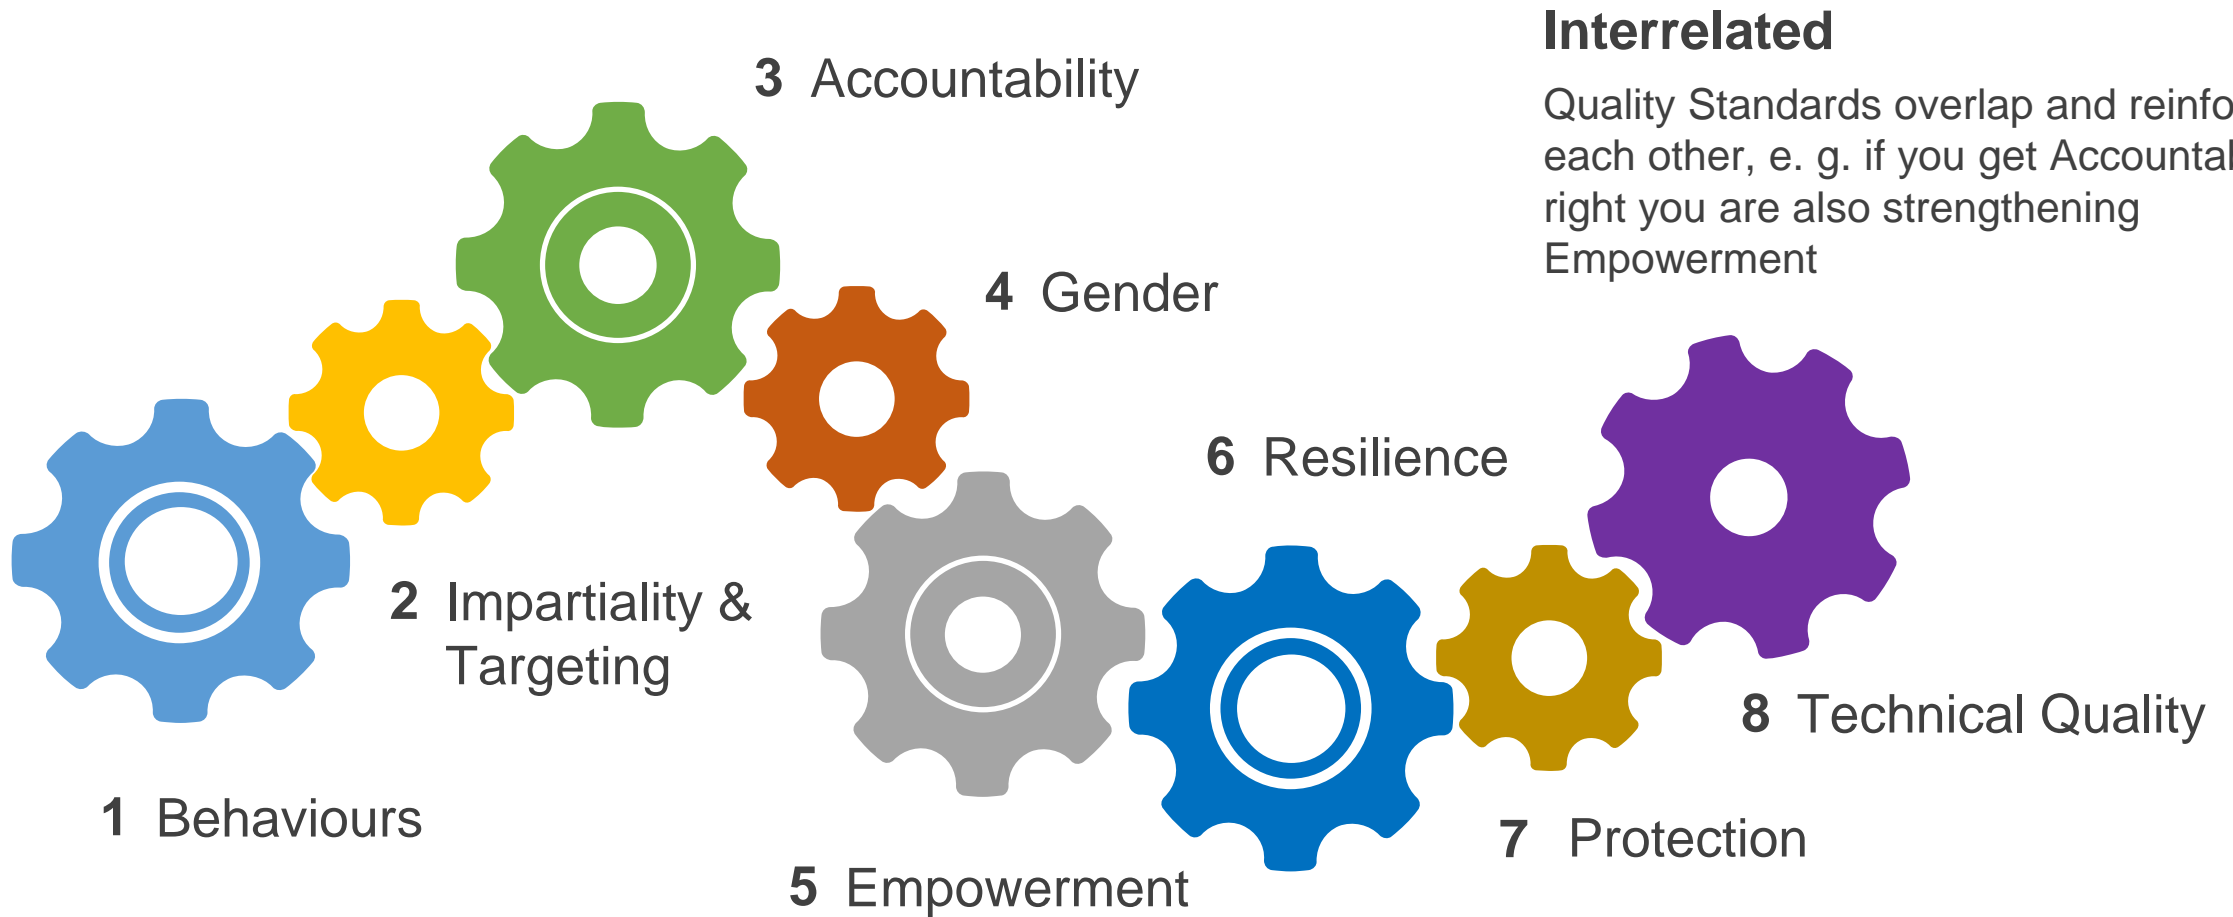 Interrelated
Quality Standards overlap and reinfo
each other, e. g. if you get Accountal
right you are also strengthening
Empowerment
3 Accountability
4 Gender
6 Resilience
2 Impartiality &
Targeting
8 Technical Quality
1 Behaviours
7 Protection
5 Empowerment